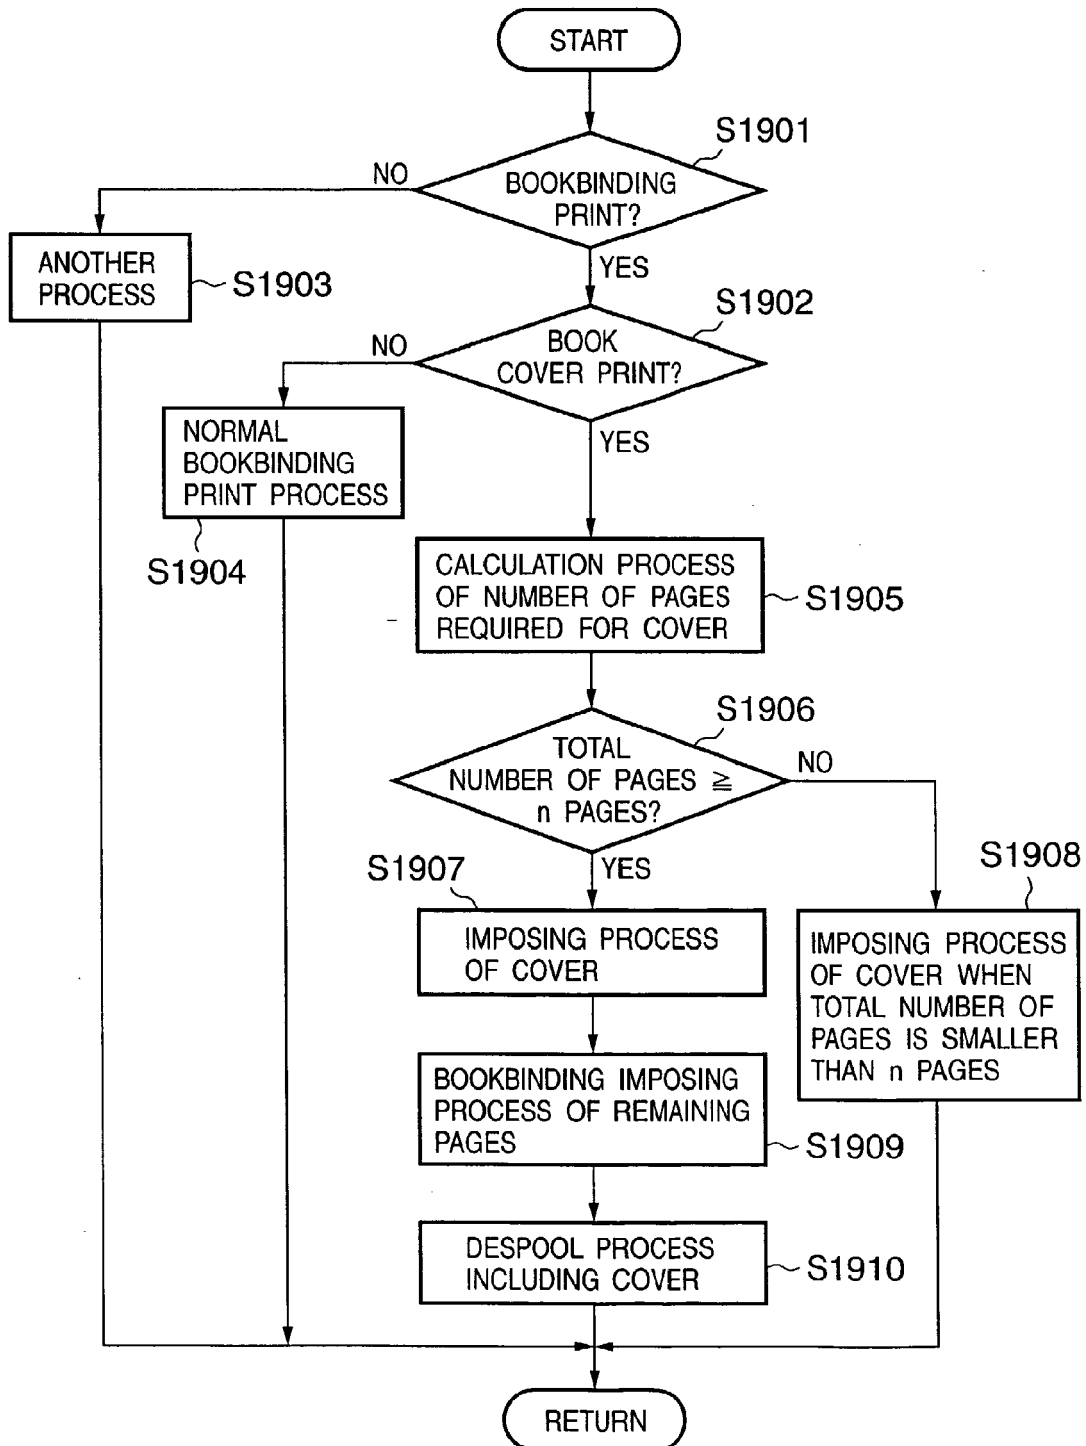 START
S1901
NO
BOOKBINDING
PRINT?
YES
ANOTHER
PROCESS
S1903
S1902
NO
BOOK
COVER PRINT?
YES
NORMAL
BOOKBINDING
PRINT PROCESS
S1904
CALCULATION PROCESS
OF NUMBER OF PAGES
REQUIRED FOR COVER
S1905
S1906
TOTAL
NUMBER OF PAGES ≧
n PAGES?
NO
YES
S1907
IMPOSING PROCESS
OF COVER
S1908
IMPOSING PROCESS
OF COVER WHEN
TOTAL NUMBER OF
PAGES IS SMALLER
THAN n PAGES
BOOKBINDING IMPOSING
PROCESS OF REMAINING
PAGES
S1909
DESPOOL PROCESS
INCLUDING COVER
S1910
RETURN